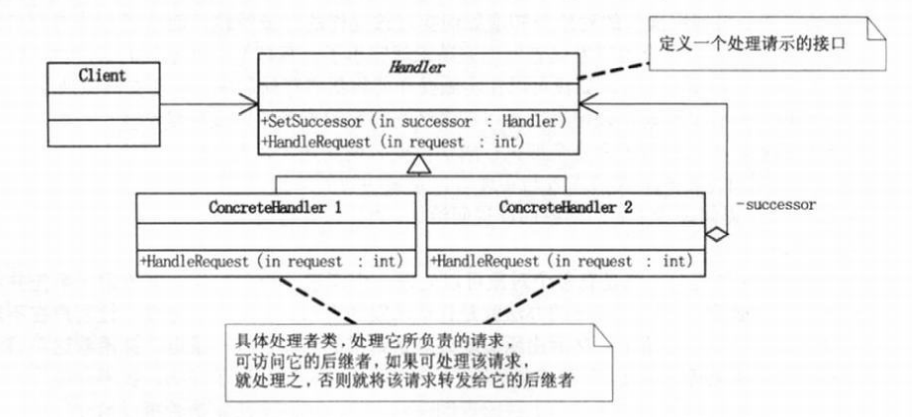 定义一个处理请示的接口
Client
Handler
+SetSuccessor (in successor : Handler)
+HandleRequest (in request : int)
ConcreteHandler 1
+HandleRequest (in request : int)
ConcreteHandler 2
+HandleRequest (in request : int)
-successor
具体处理者类，处理它所负责的请求，
可访问它的后继者，如果可处理该请求，
就处理之，否则就将该请求转发给它的后继者